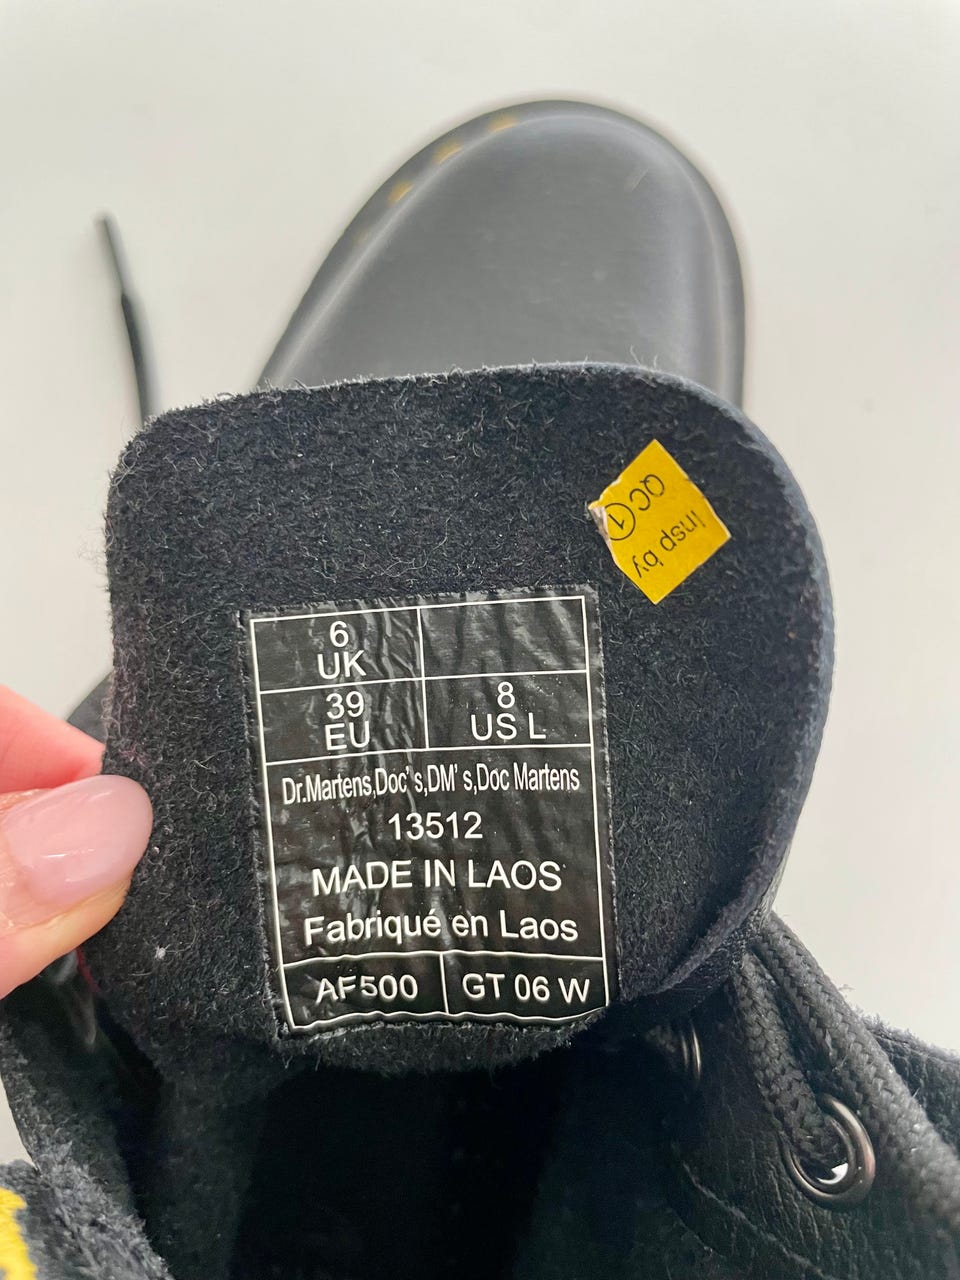 Insp by
QC 1
6
UK
39
EU
8
US L
Dr.Martens,Doc's,DM's,Doc Martens
13512
MADE IN LAOS
Fabriqué en Laos
AF500
GT 06 W